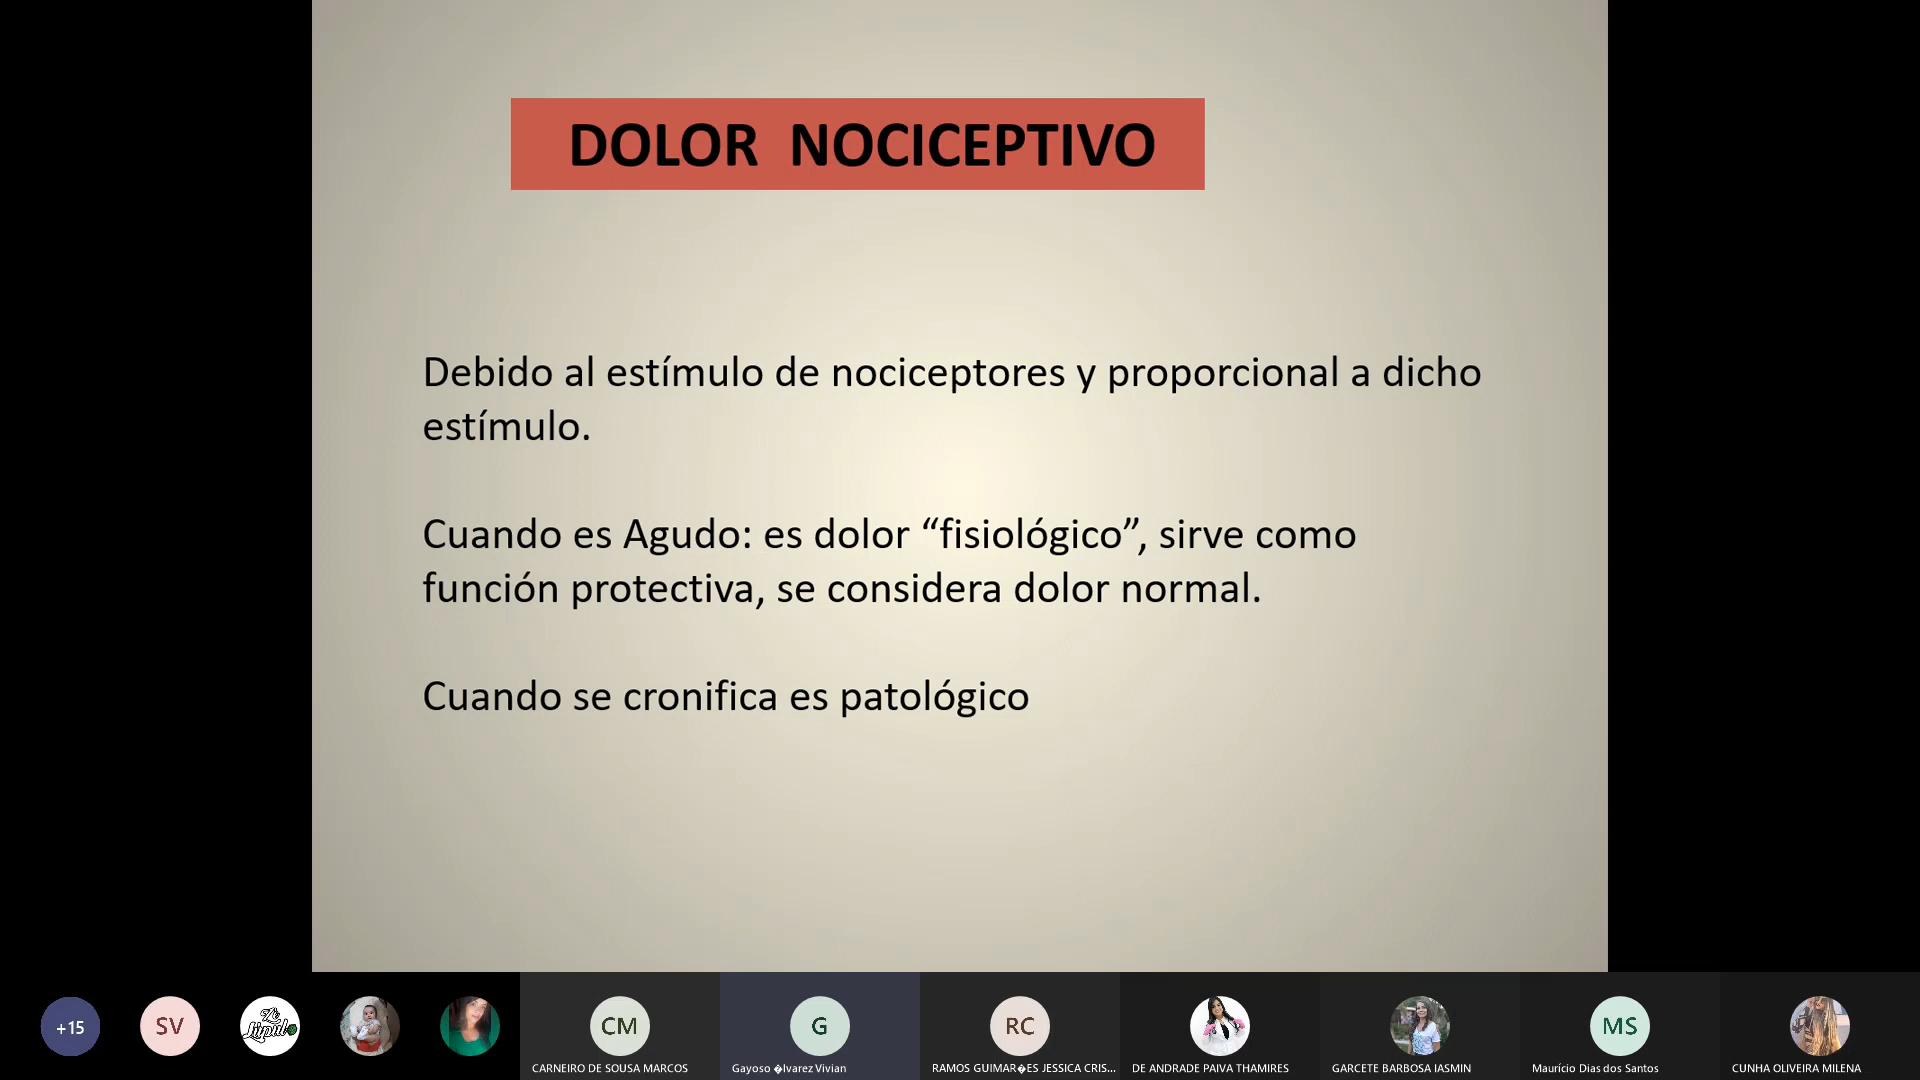 DOLOR NOCICEPTIVO
Debido al estímulo de nociceptores y proporcional a dicho
estímulo.
Cuando es Agudo: es dolor “fisiológico”, sirve como
función protectiva, se considera dolor normal.
Cuando se cronifica es patológico
+15
SV
CM
G
RC
MS
CARNEIRO DE SOUSA MARCOS
Gayoso �lvarez Vivian
RAMOS GUIMAR�ES JESSICA CRIS...
DE ANDRADE PAIVA THAMIRES
GARCETE BARBOSA IASMIN
Maurício Dias dos Santos
CUNHA OLIVEIRA MILENA